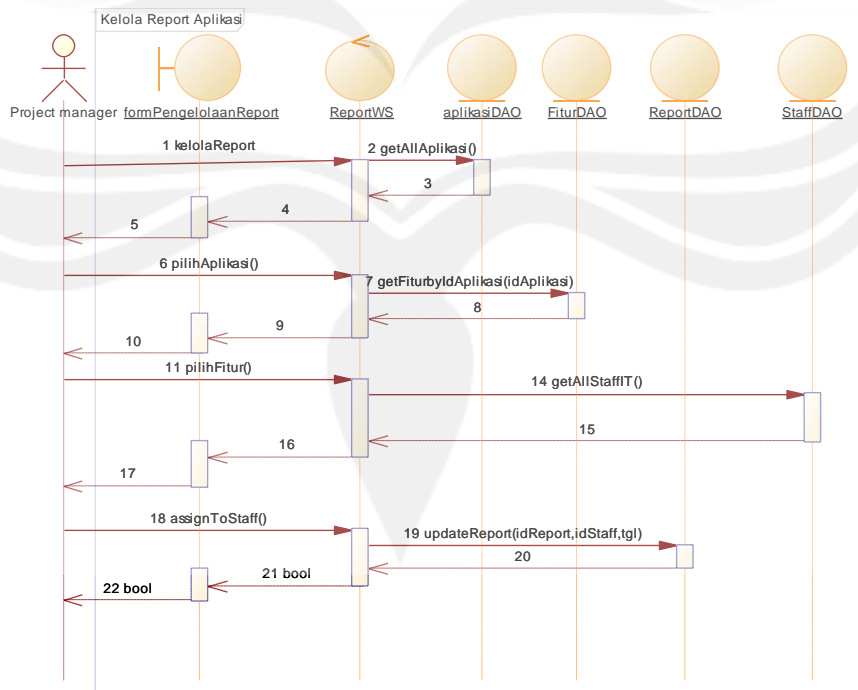 Kelola Report Aplikasi
Project manager
formPengelolaanReport
ReportWS
aplikasiDAO
FiturDAO
ReportDAO
StaffDAO
1 kelolaReport
2 getAllAplikasi()
3
4
5
6 pilihAplikasi()
7 getFiturbyIdAplikasi(idAplikasi)
8
9
10
11 pilihFitur()
14 getAllStaffIT()
15
16
17
18 assignToStaff()
19 updateReport(idReport,idStaff,tgl)
20
21 bool
22 bool